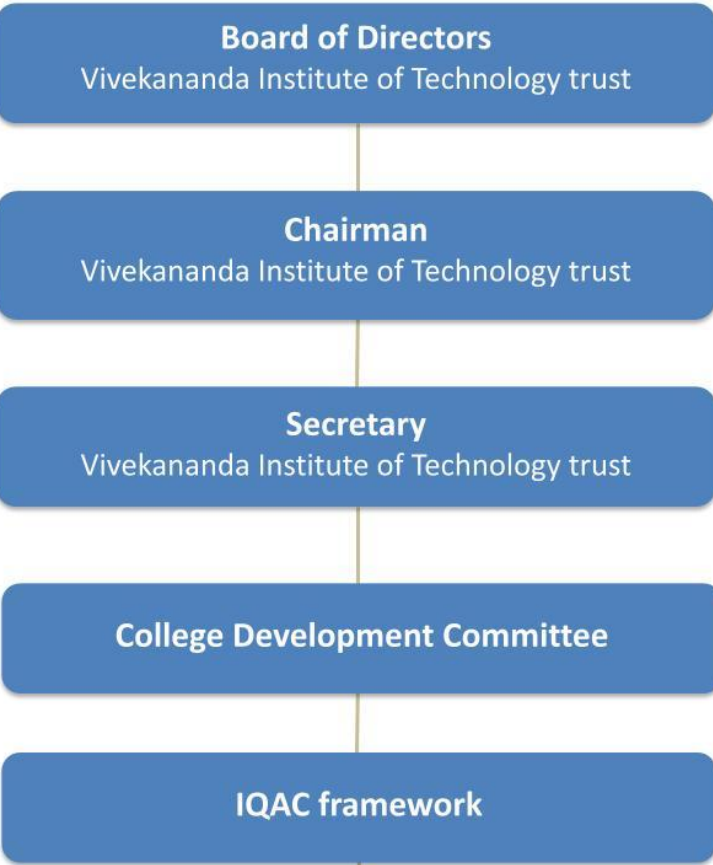 Board of Directors
Vivekananda Institute of Technology trust
Chairman
Vivekananda Institute of Technology trust
Secretary
Vivekananda Institute of Technology trust
College Development Committee
IQAC framework